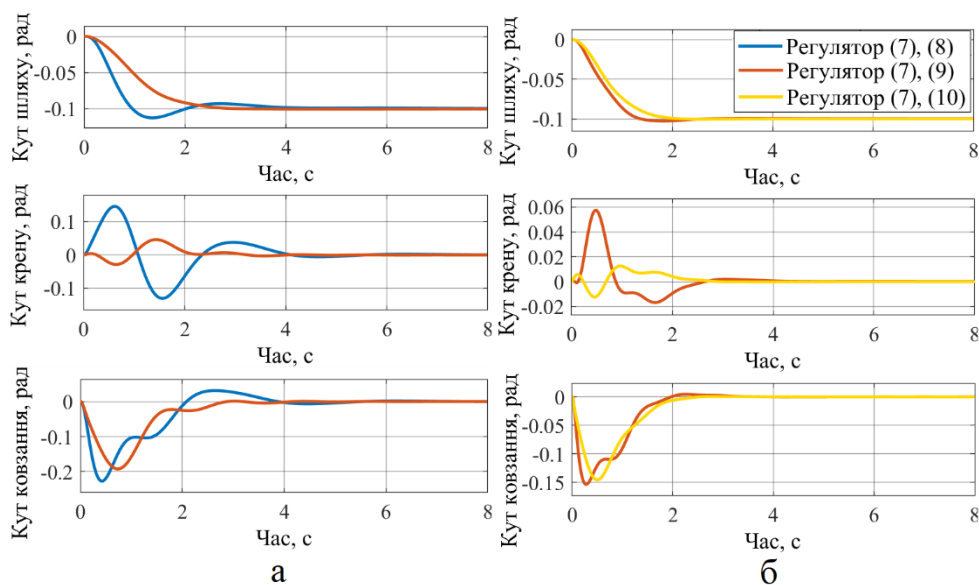 Кут шляху, рад
0
-0.05
-0.1
0 2 4 6 8
Час, с
Кут крену, рад
0.1
0
-0.1
0 2 4 6 8
Час, с
Кут ковзання, рад
0
-0.1
-0.2
0 2 4 6 8
Час, с
а
Кут шляху, рад
0
-0.05
-0.1
0 2 4 6 8
Час, с
Регулятор (7), (8)
Регулятор (7), (9)
Регулятор (7), (10)
Кут крену, рад
0.06
0.04
0.02
0
-0.02
0 2 4 6 8
Час, с
Кут ковзання, рад
0
-0.05
-0.1
-0.15
0 2 4 6 8
Час, с
б